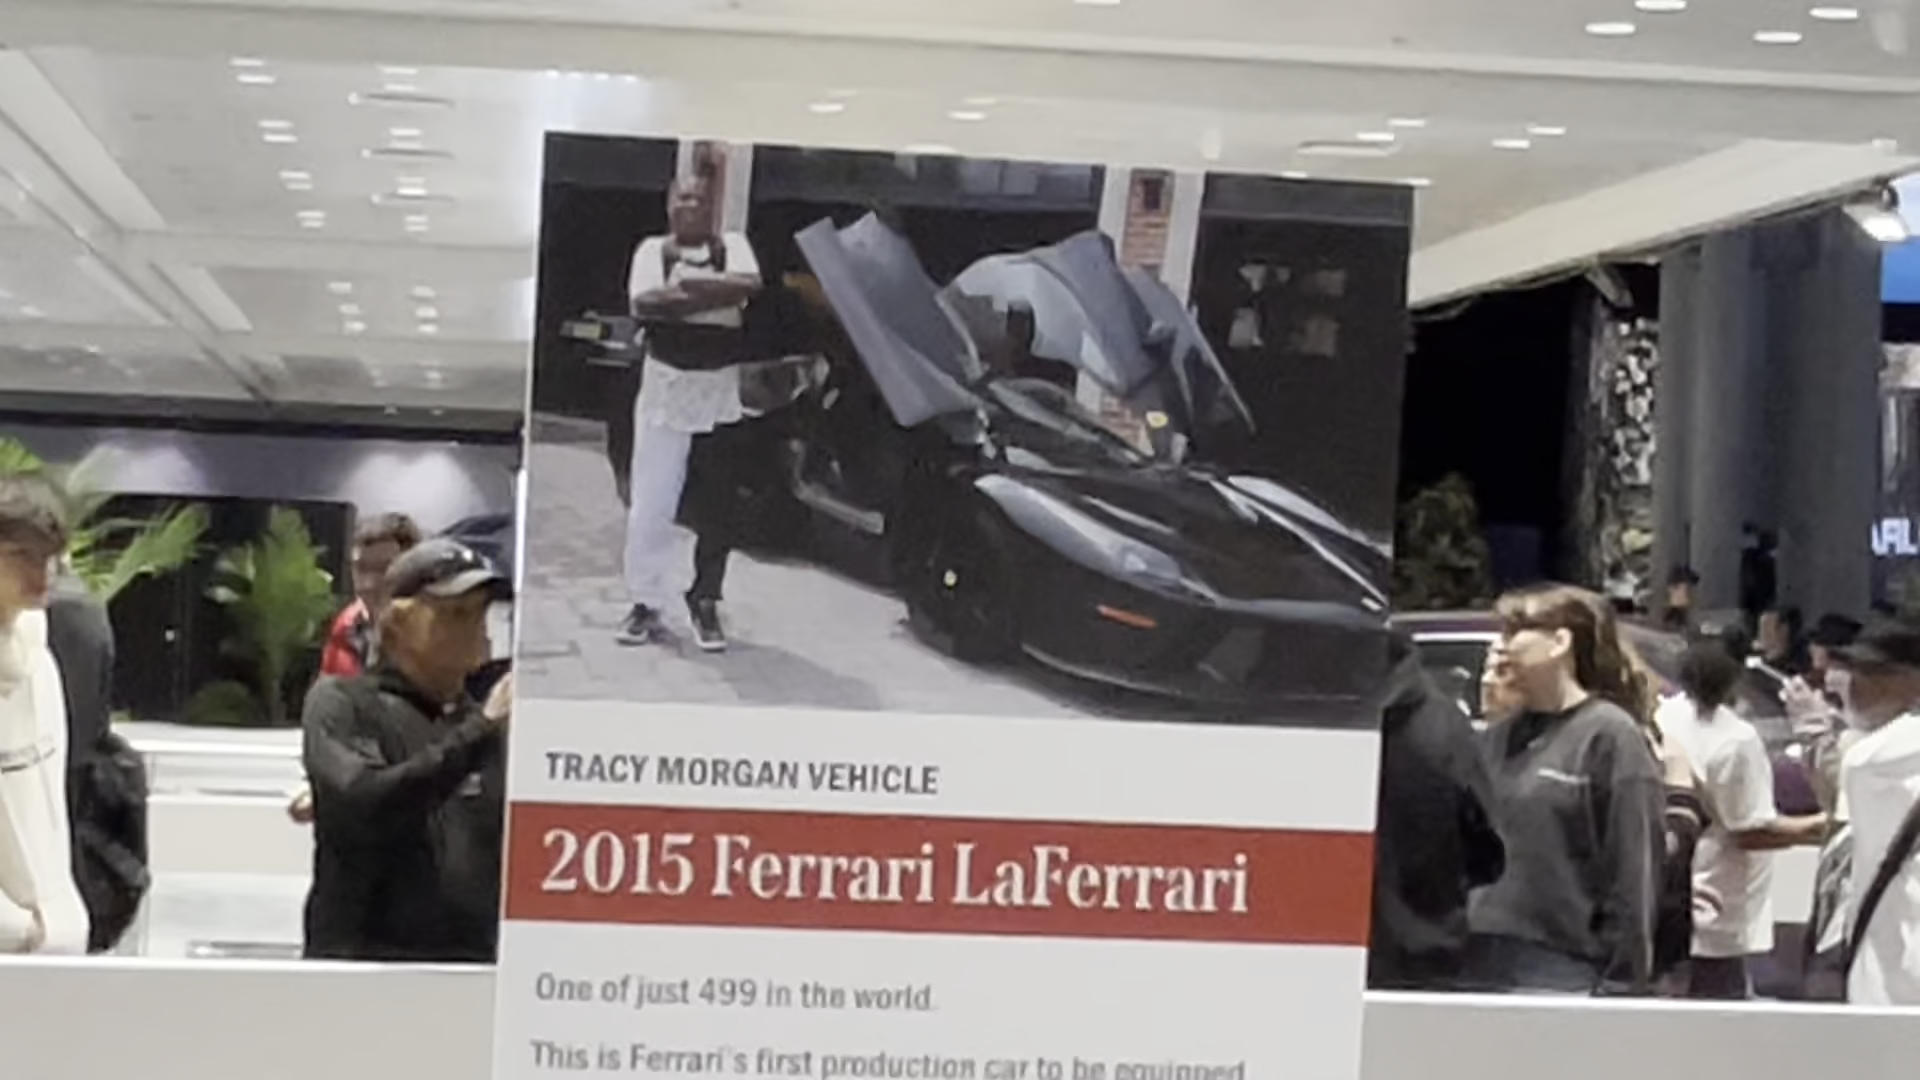 TRACY MORGAN VEHICLE
2015 Ferrari LaFerrari
One of just 499 in the world.
This is Ferrari's first production car to be equipped